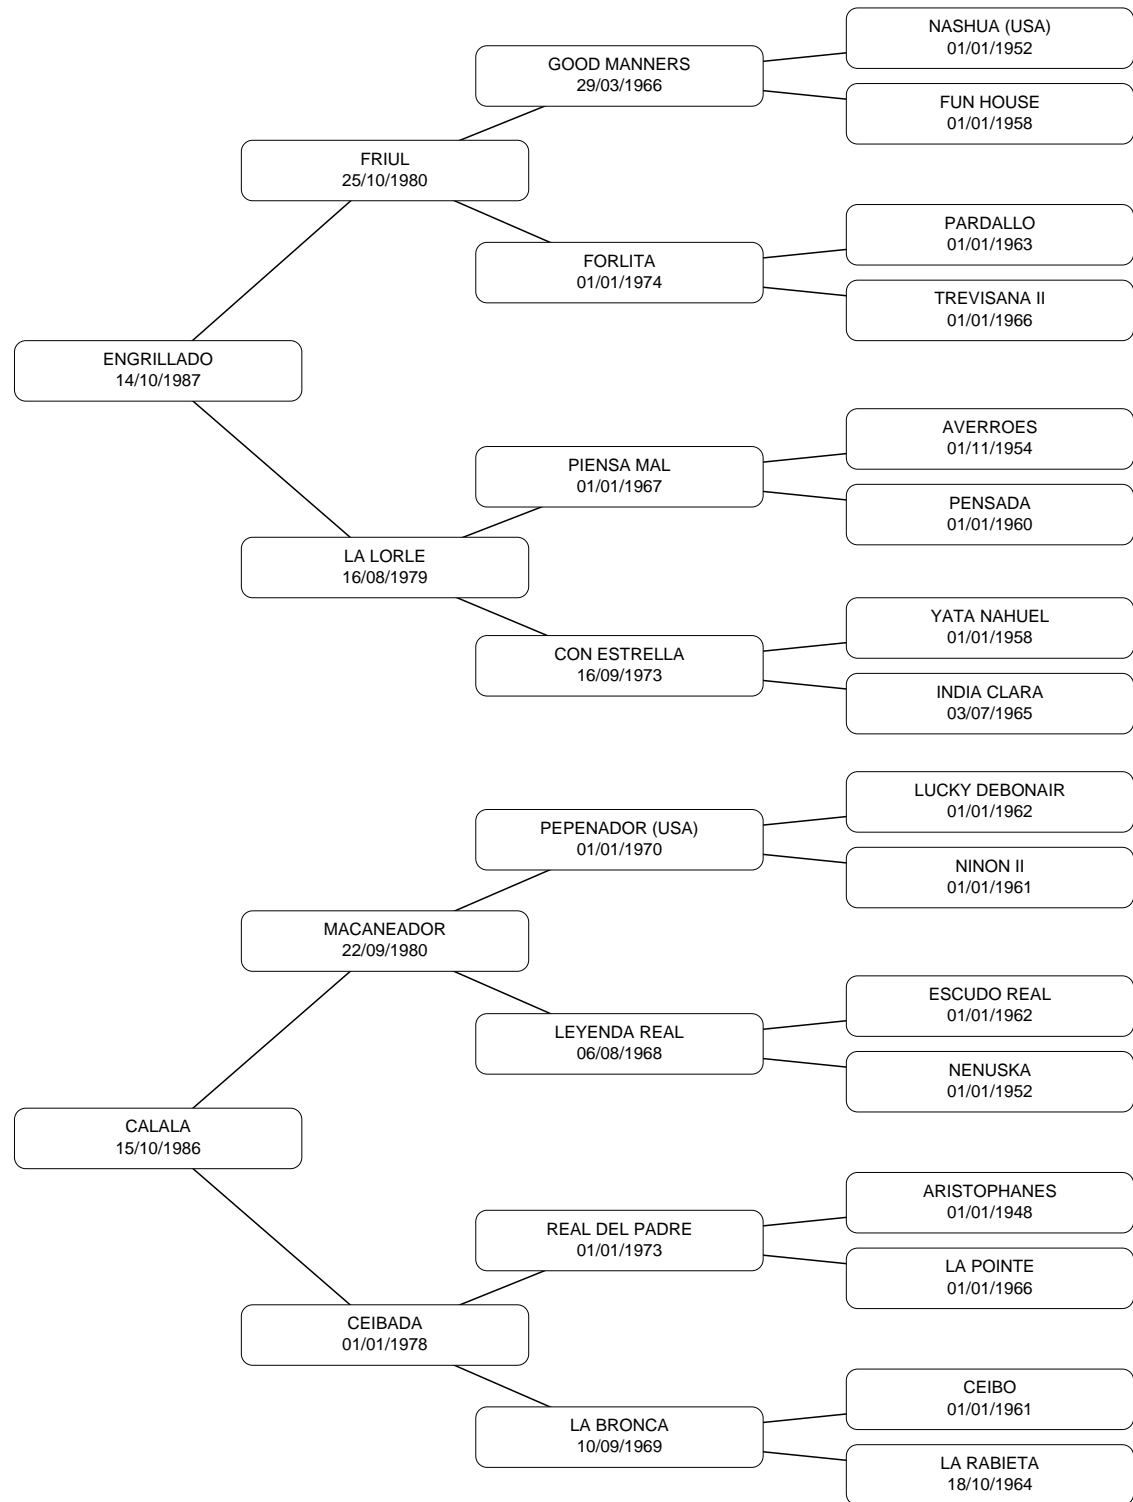 NASHUA (USA)
01/01/1952
GOOD MANNERS
29/03/1966
FUN HOUSE
01/01/1958
FRIUL
25/10/1980
PARDALLO
01/01/1963
FORLITA
01/01/1974
TREVISANA II
01/01/1966
ENGRILLADO
14/10/1987
AVERROES
01/11/1954
PIENSA MAL
01/01/1967
PENSADA
01/01/1960
LA LORLE
16/08/1979
YATA NAHUEL
01/01/1958
CON ESTRELLA
16/09/1973
INDIA CLARA
03/07/1965
LUCKY DEBONAIR
01/01/1962
PEPENADOR (USA)
01/01/1970
NINON II
01/01/1961
MACANEADOR
22/09/1980
ESCUDO REAL
01/01/1962
LEYENDA REAL
06/08/1968
NENUSKA
01/01/1952
CALALA
15/10/1986
ARISTOPHANES
01/01/1948
REAL DEL PADRE
01/01/1973
LA POINTE
01/01/1966
CEIBADA
01/01/1978
CEIBO
01/01/1961
LA BRONCA
10/09/1969
LA RABIETA
18/10/1964